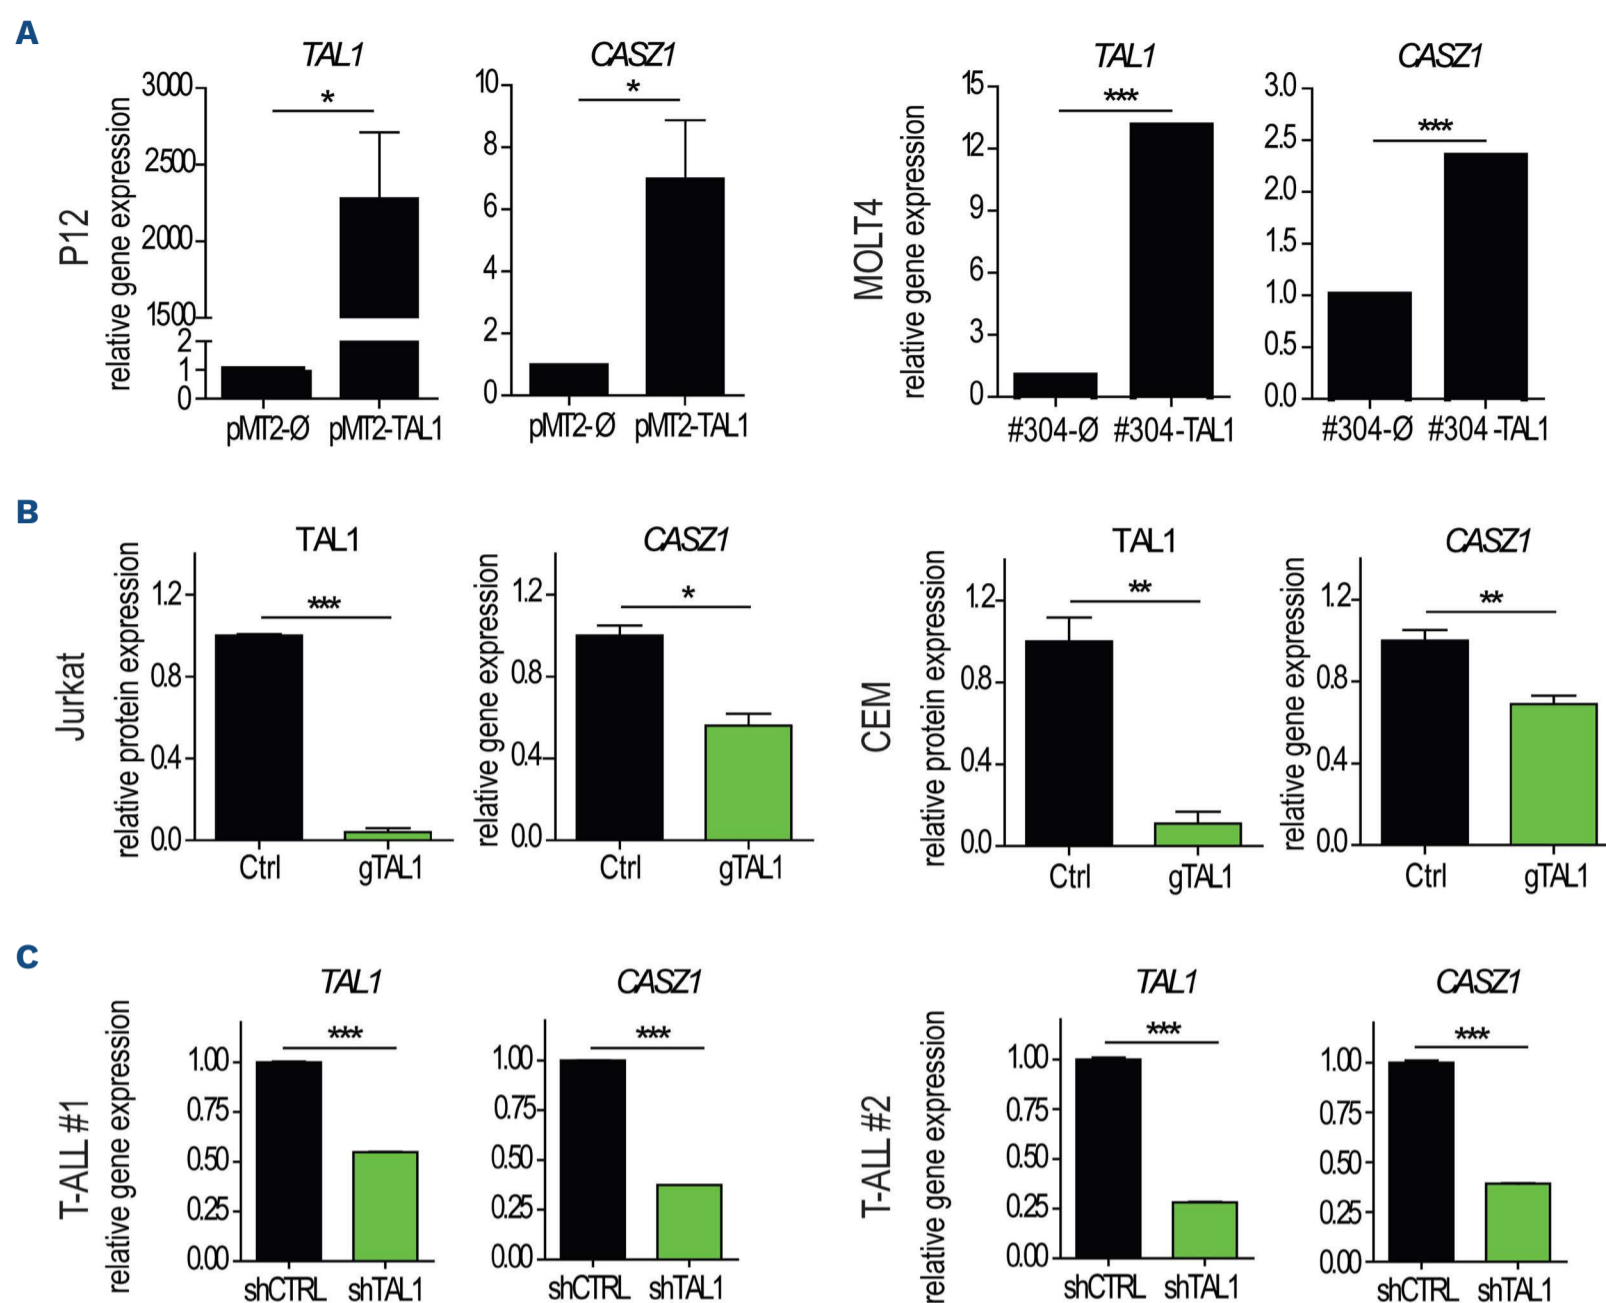 A
P12
relative gene expression
TAL1
*
3000
2500
2000
1500
2
1
0
pMT2-Ø pMT2-TAL1
CASZ1
*
10
8
6
4
2
0
pMT2-Ø pMT2-TAL1
MOLT4
relative gene expression
TAL1
***
15
12
9
6
3
0
#304-Ø #304-TAL1
CASZ1
***
3.0
2.5
2.0
1.5
1.0
0.5
0.0
#304-Ø #304-TAL1
B
Jurkat
relative protein expression
TAL1
***
1.2
0.8
0.4
0.0
Ctrl gTAL1
relative gene expression
CASZ1
*
1.2
0.8
0.4
0.0
Ctrl gTAL1
CEM
relative protein expression
TAL1
**
1.2
0.8
0.4
0.0
Ctrl gTAL1
relative gene expression
CASZ1
**
1.2
0.8
0.4
0.0
Ctrl gTAL1
C
T-ALL #1
relative gene expression
TAL1
***
1.00
0.75
0.50
0.25
0.00
shCTRL shTAL1
CASZ1
***
1.00
0.75
0.50
0.25
0.00
shCTRL shTAL1
T-ALL #2
relative gene expression
TAL1
***
1.00
0.75
0.50
0.25
0.00
shCTRL shTAL1
CASZ1
***
1.00
0.75
0.50
0.25
0.00
shCTRL shTAL1